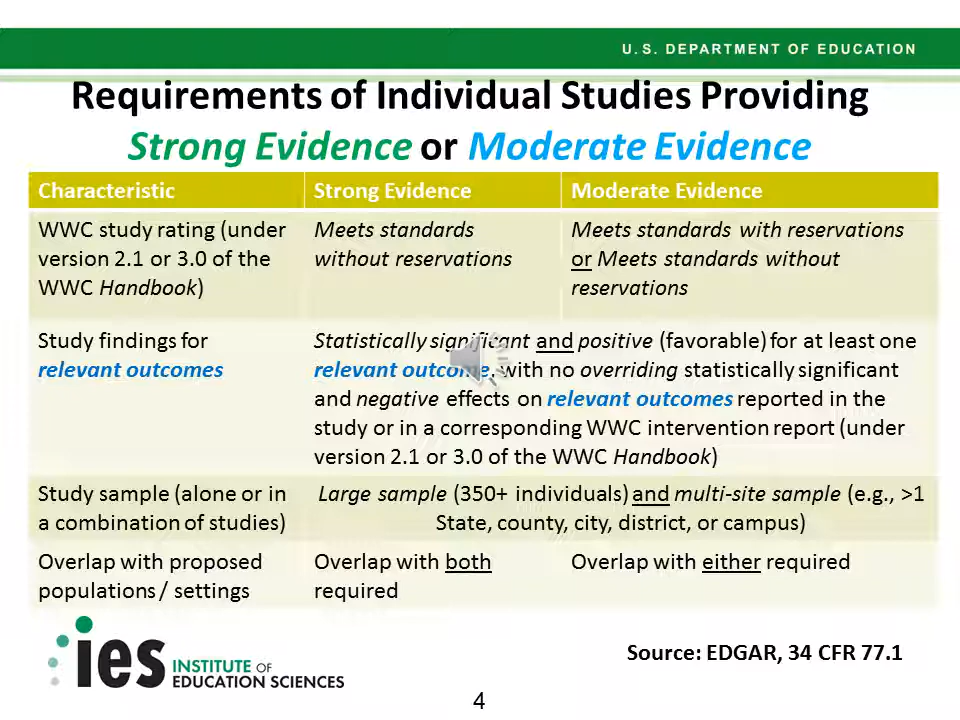 U.S. DEPARTMENT OF EDUCATION
Requirements of Individual Studies Providing
Strong Evidence or Moderate Evidence
Characteristic
Strong Evidence
Moderate Evidence
WWC study rating (under
version 2.1 or 3.0 of the
WWC Handbook)
Meets standards
without reservations
Meets standards with reservations
or Meets standards without
reservations
Study findings for
relevant outcomes
Statistically significant and positive (favorable) for at least one
relevant outcome, with no overriding statistically significant
and negative effects on relevant outcomes reported in the
study or in a corresponding WWC intervention report (under
version 2.1 or 3.0 of the WWC Handbook)
Study sample (alone or in
a combination of studies)
Large sample (350+ individuals) and multi-site sample (e.g., >1
State, county, city, district, or campus)
Overlap with proposed
populations / settings
Overlap with both
required
Overlap with either required
ies INSTITUTE OF
EDUCATION SCIENCES
Source: EDGAR, 34 CFR 77.1
4